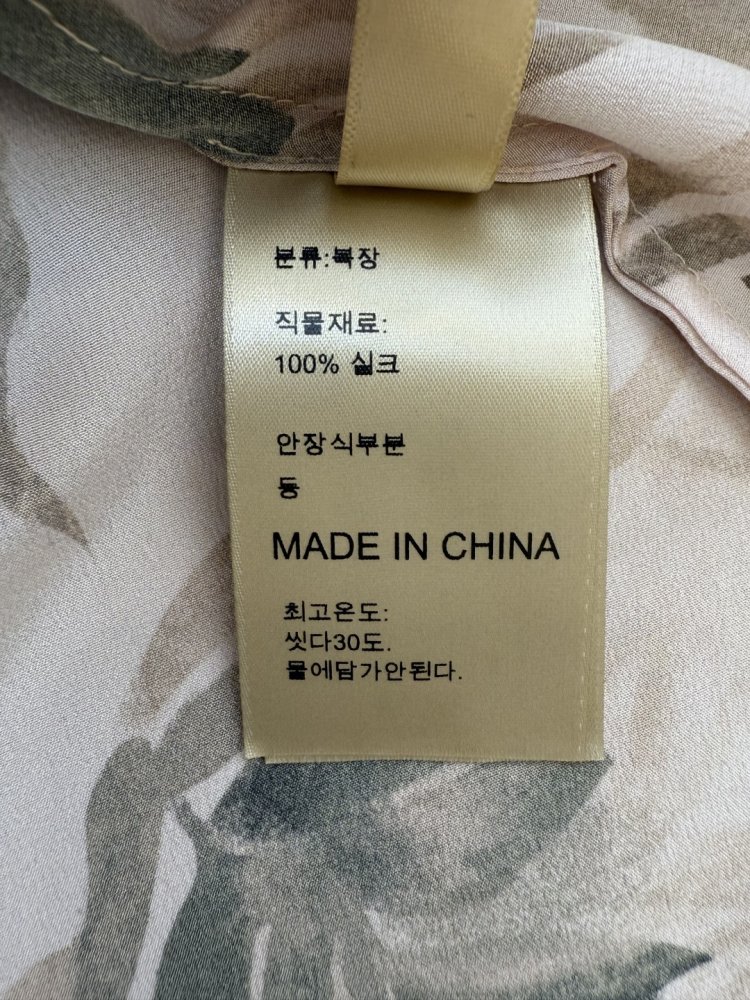 분류:복장
직물재료:
100% 실크
안장식부분
등
MADE IN CHINA
최고온도:
씻다30도.
물에담가안된다.